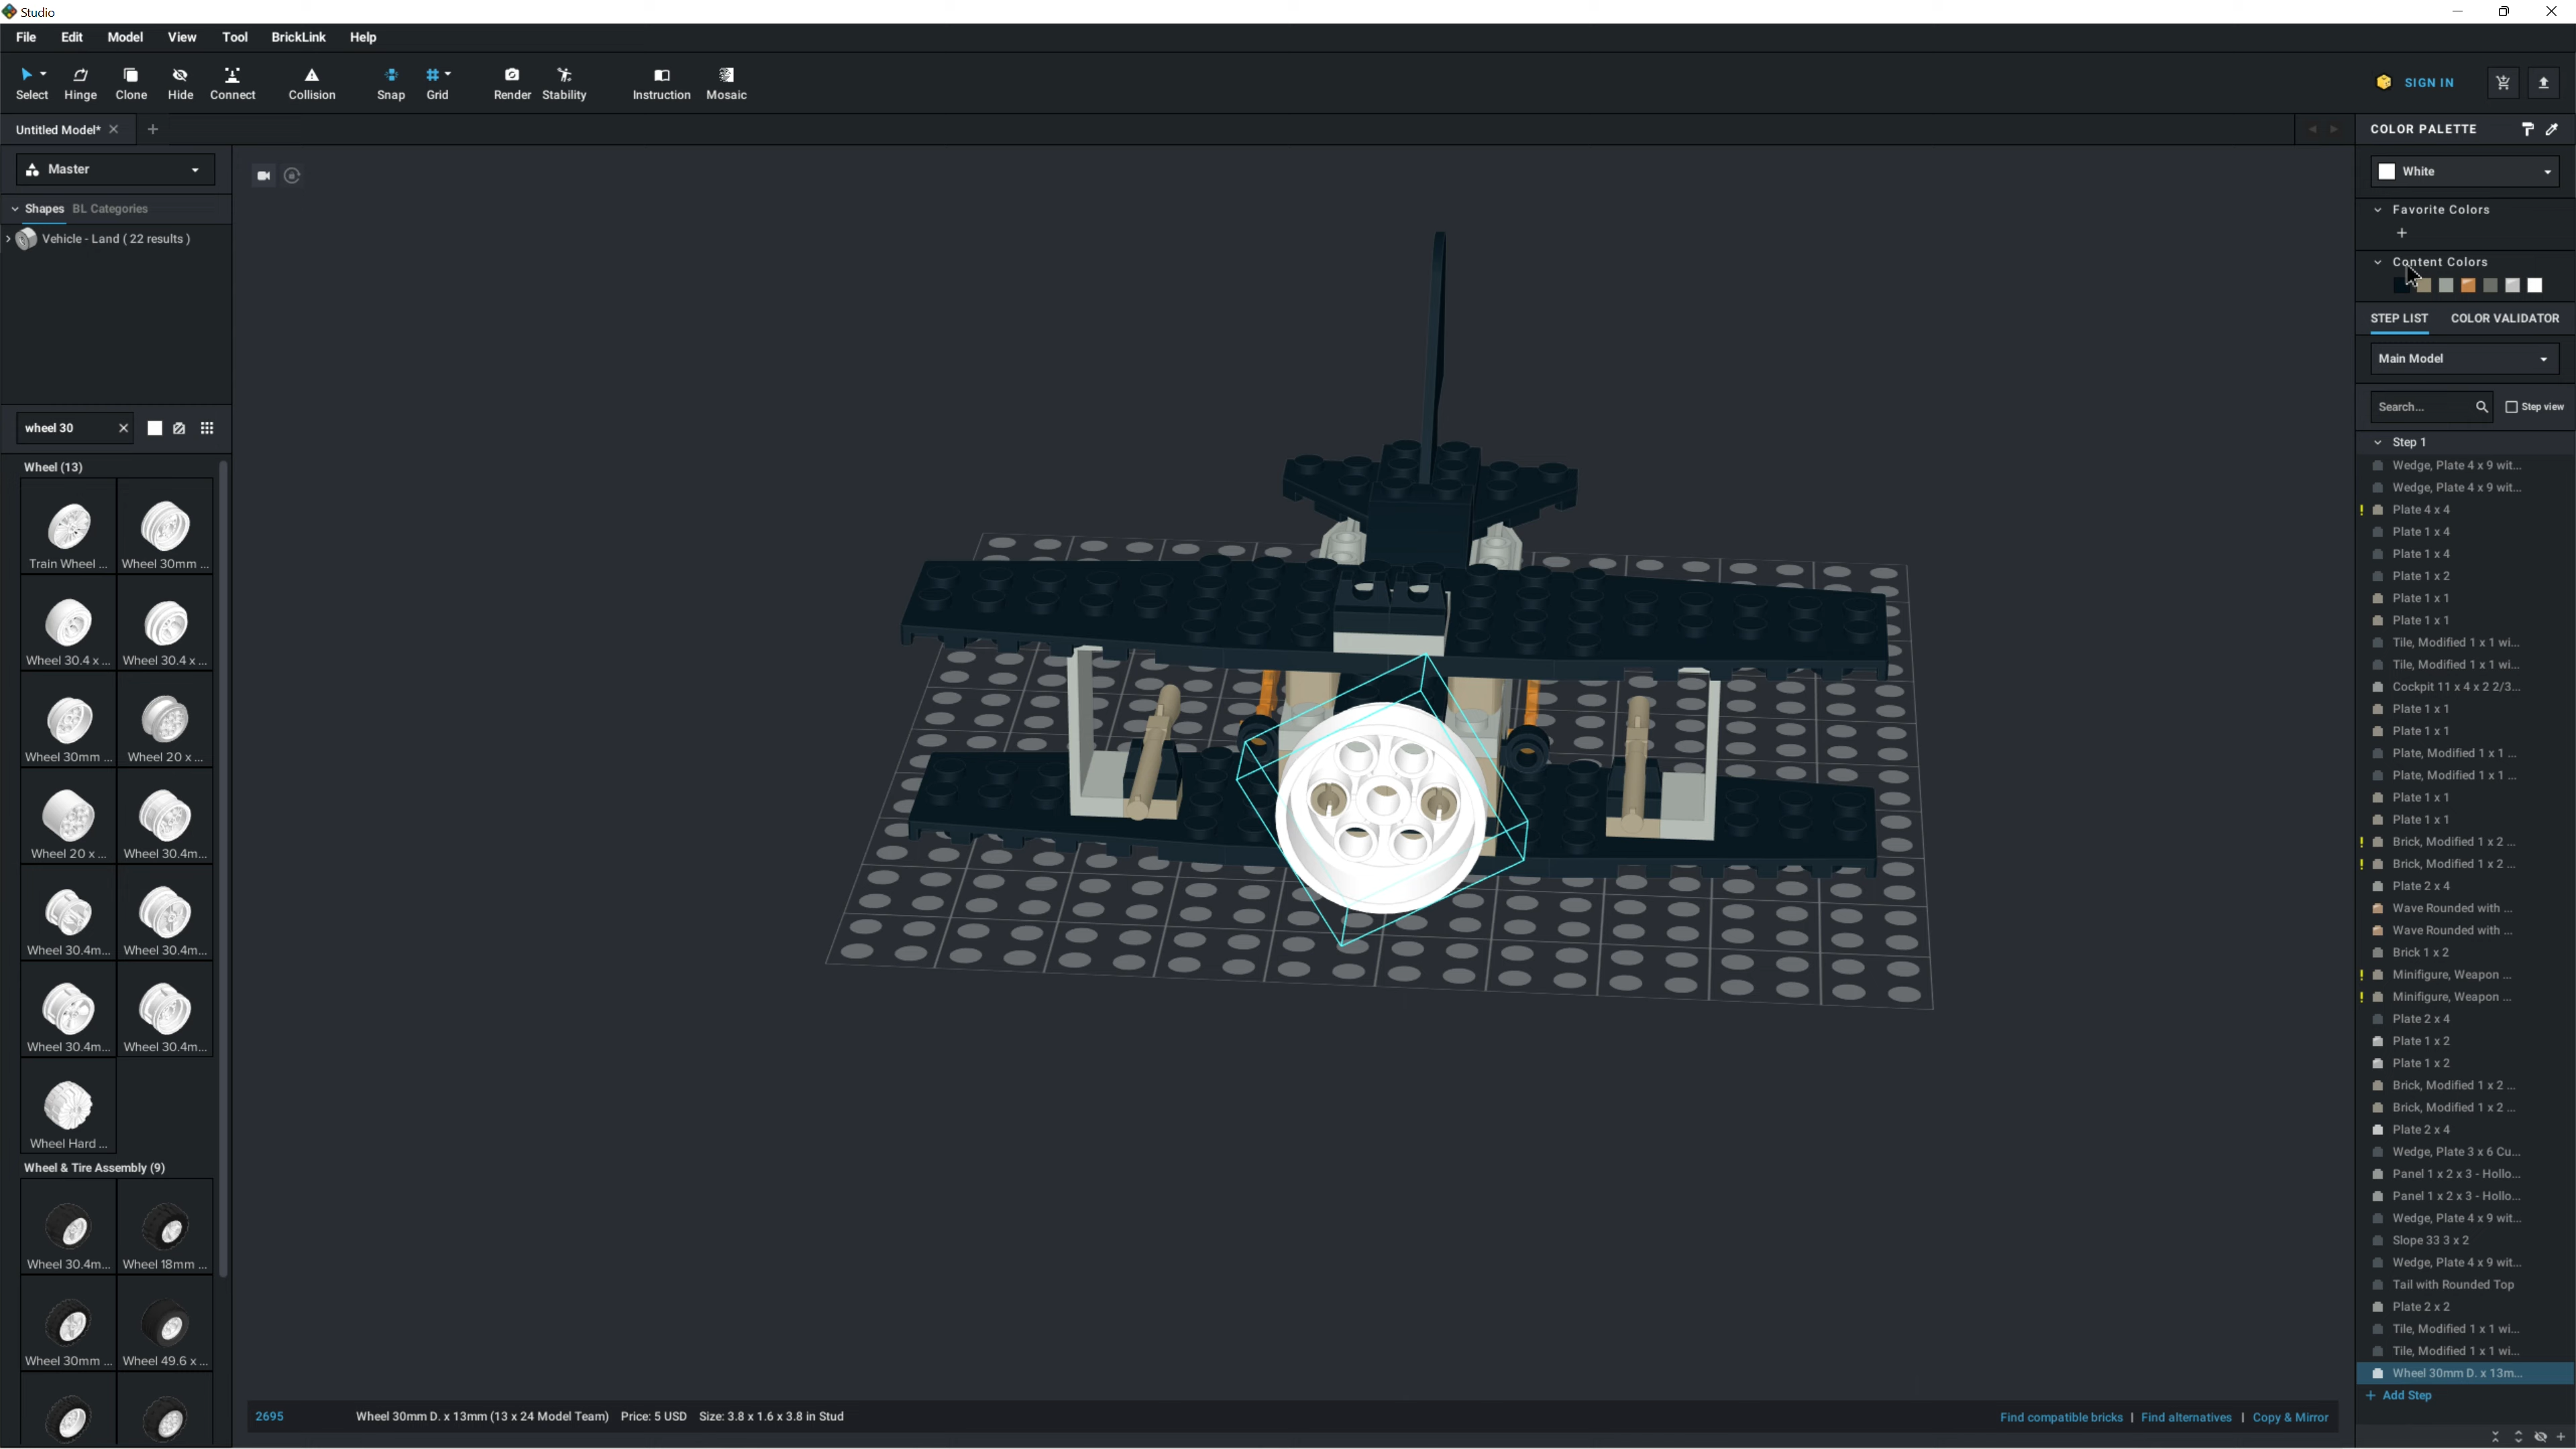 Studio
File Edit Model View Tool BrickLink Help
Select Hinge Clone Hide Connect Collision Snap Grid Render Stability Instruction Mosaic
SIGN IN
Untitled Model*
Master
Shapes BL Categories
Vehicle - Land ( 22 results )
wheel 30
Wheel (13)
Train Wheel ... Wheel 30mm ...
Wheel 30.4 x ... Wheel 30.4 x ...
Wheel 30mm ... Wheel 20 x ...
Wheel 20 x ... Wheel 30.4m...
Wheel 30.4m... Wheel 30.4m...
Wheel 30.4m... Wheel 30.4m...
Wheel Hard ...
Wheel & Tire Assembly (9)
Wheel 30.4m... Wheel 18mm ...
Wheel 30mm ... Wheel 49.6 x ...
2695 Wheel 30mm D. x 13mm (13 x 24 Model Team) Price: 5 USD Size: 3.8 x 1.6 x 3.8 in Stud
Find compatible bricks | Find alternatives | Copy & Mirror
COLOR PALETTE
White
Favorite Colors
+
Content Colors
STEP LIST COLOR VALIDATOR
Main Model
Search... Step view
Step 1
Wedge, Plate 4 x 9 wit...
Wedge, Plate 4 x 9 wit...
! Plate 4 x 4
Plate 1 x 4
Plate 1 x 4
Plate 1 x 2
Plate 1 x 1
Plate 1 x 1
Tile, Modified 1 x 1 wi...
Tile, Modified 1 x 1 wi...
Cockpit 11 x 4 x 2 2/3...
Plate 1 x 1
Plate 1 x 1
Plate, Modified 1 x 1 ...
Plate, Modified 1 x 1 ...
Plate 1 x 1
Plate 1 x 1
! Brick, Modified 1 x 2 ...
! Brick, Modified 1 x 2 ...
Plate 2 x 4
Wave Rounded with ...
Wave Rounded with ...
Brick 1 x 2
! Minifigure, Weapon ...
! Minifigure, Weapon ...
Plate 2 x 4
Plate 1 x 2
Plate 1 x 2
Brick, Modified 1 x 2 ...
Brick, Modified 1 x 2 ...
Plate 2 x 4
Wedge, Plate 3 x 6 Cu...
Panel 1 x 2 x 3 - Hollo...
Panel 1 x 2 x 3 - Hollo...
Wedge, Plate 4 x 9 wit...
Slope 33 3 x 2
Wedge, Plate 4 x 9 wit...
Tail with Rounded Top
Plate 2 x 2
Tile, Modified 1 x 1 wi...
Tile, Modified 1 x 1 wi...
Wheel 30mm D. x 13m...
+ Add Step